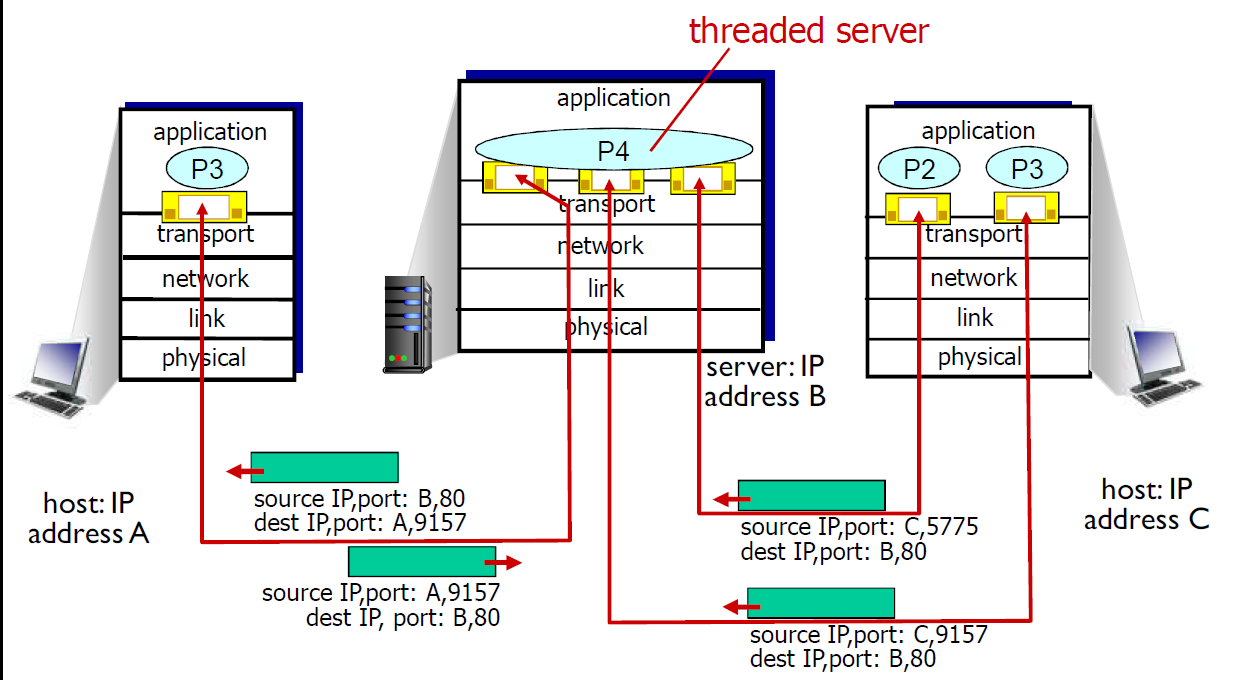 threaded server
application
P3
transport
network
link
physical
application
P4
transport
network
link
physical
application
P2
P3
transport
network
link
physical
server: IP
address B
host: IP
address A
host: IP
address C
source IP,port: B,80
dest IP,port: A,9157
source IP,port: A,9157
dest IP, port: B,80
source IP,port: C,5775
dest IP,port: B,80
source IP,port: C,9157
dest IP,port: B,80